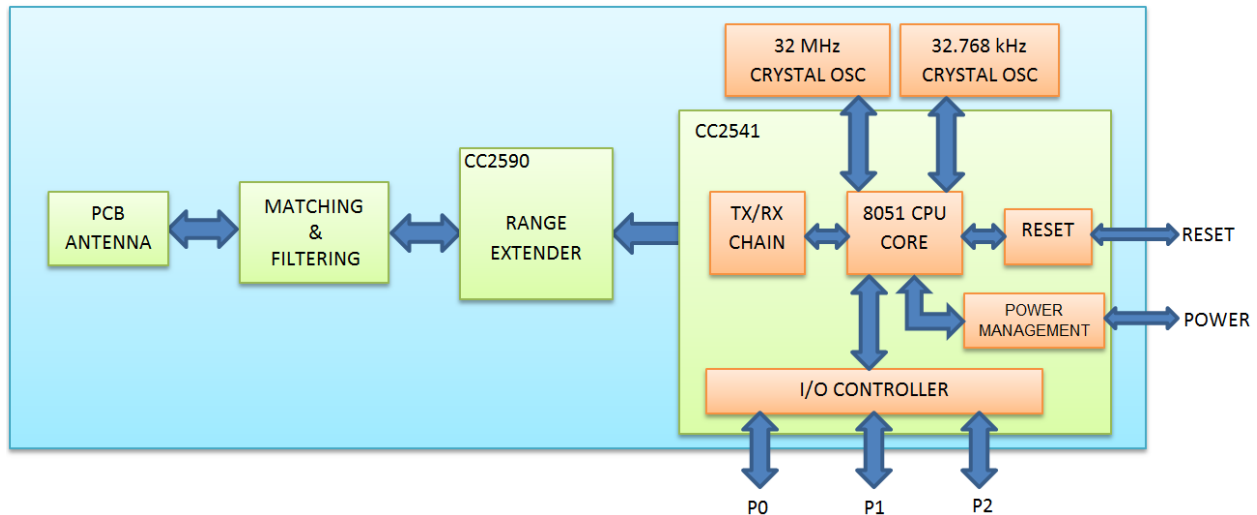 32 MHz
CRYSTAL OSC
32.768 kHz
CRYSTAL OSC
CC2541
CC2590
PCB
ANTENNA
MATCHING
&
FILTERING
RANGE
EXTENDER
TX/RX
CHAIN
8051 CPU
CORE
RESET
RESET
POWER
MANAGEMENT
POWER
I/O CONTROLLER
P0
P1
P2